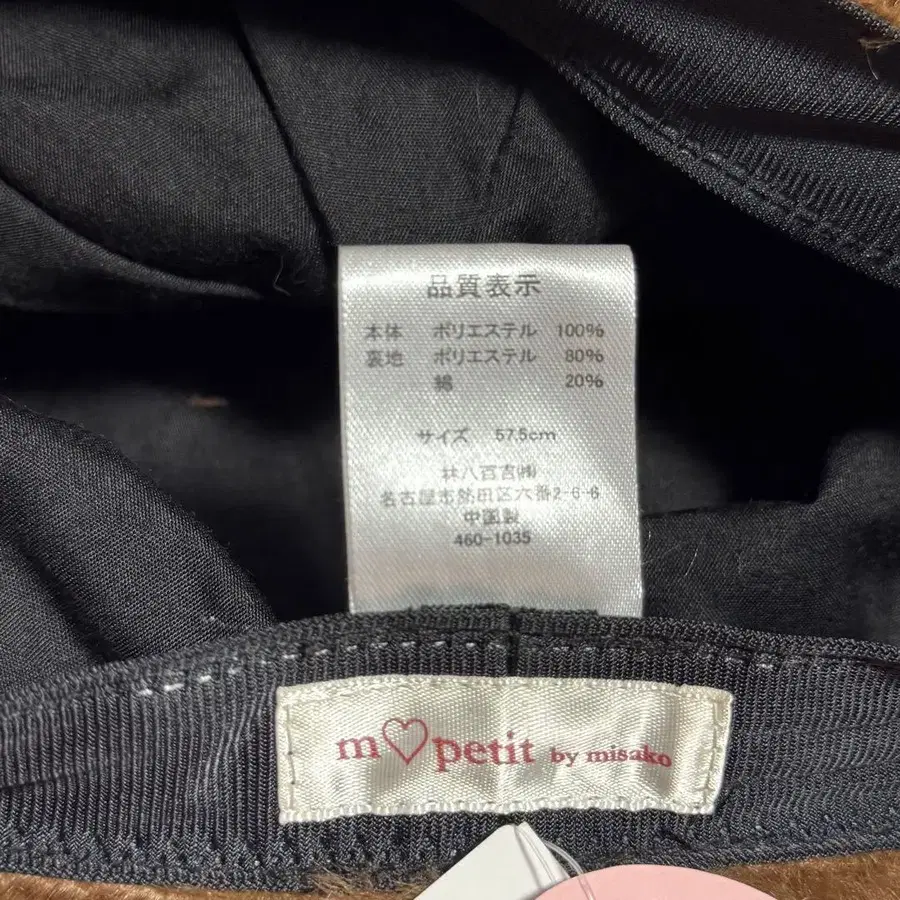 品質表示
本体 ポリエステル 100%
裏地 ポリエステル 80%
綿 20%
サイズ 57.5cm
林八百吉㈱
名古屋市熱田区六番2-6-6
中国製
460-1035
m♡petit by misako